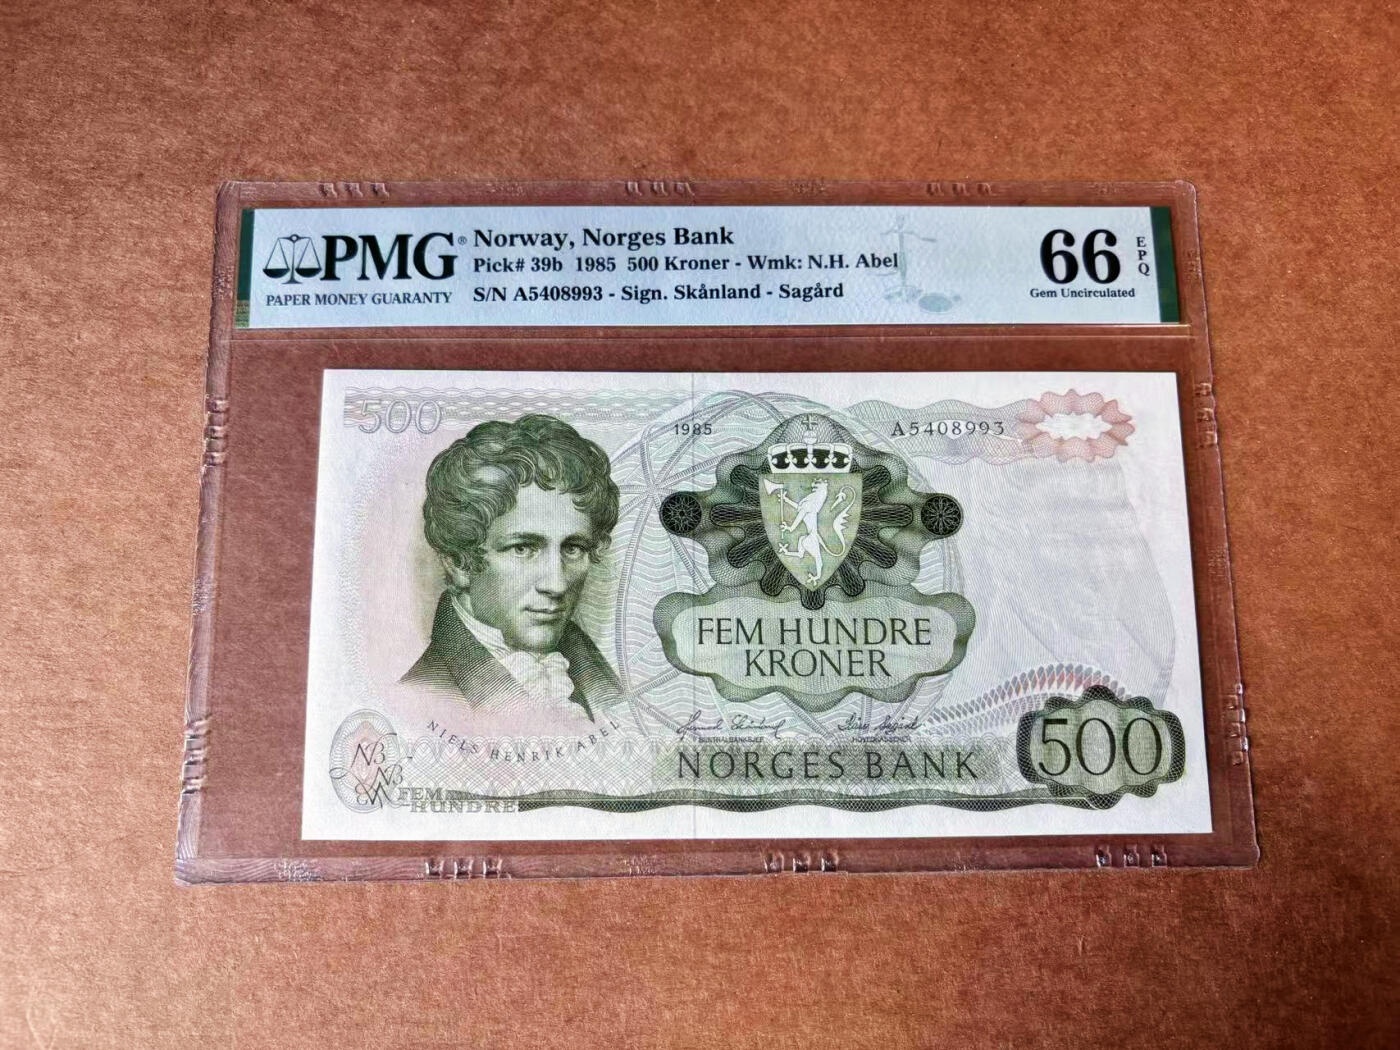 PMG®
PAPER MONEY GUARANTY
Norway, Norges Bank
Pick# 39b 1985 500 Kroner - Wmk: N.H. Abel
S/N A5408993 - Sign. Skånland - Sagård
66
EPQ
Gem Uncirculated
500
1985
A5408993
FEM HUNDRE
KRONER
NIELS HENRIK ABEL
NORGES BANK
500
FEM
HUNDRE